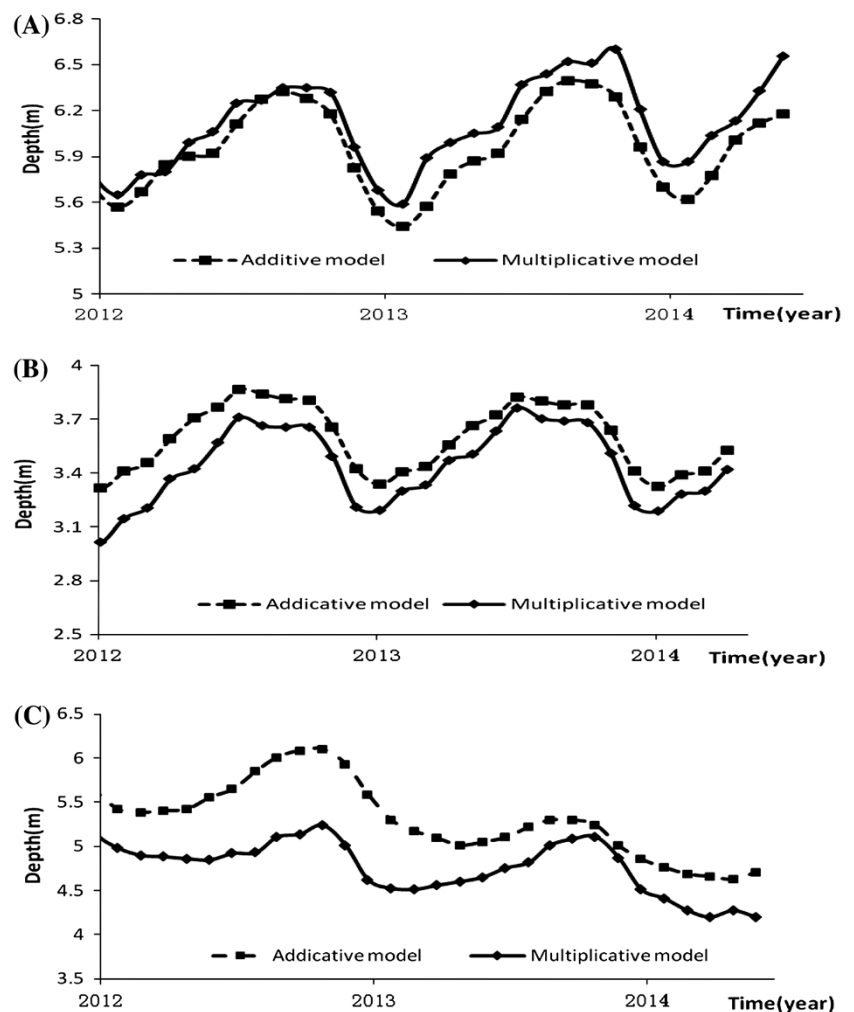 (A)
6.8
6.5
6.2
5.9
5.6
5.3
5
Depth(m)
Additive model
Multiplicative model
2012
2013
2014
Time(year)
(B)
4
3.7
3.4
3.1
2.8
2.5
Depth(m)
Addicative model
Multiplicative model
2012
2013
2014
Time(year)
(C)
6.5
6
5.5
5
4.5
4
3.5
Depth(m)
Addicative model
Multiplicative model
2012
2013
2014
Time(year)